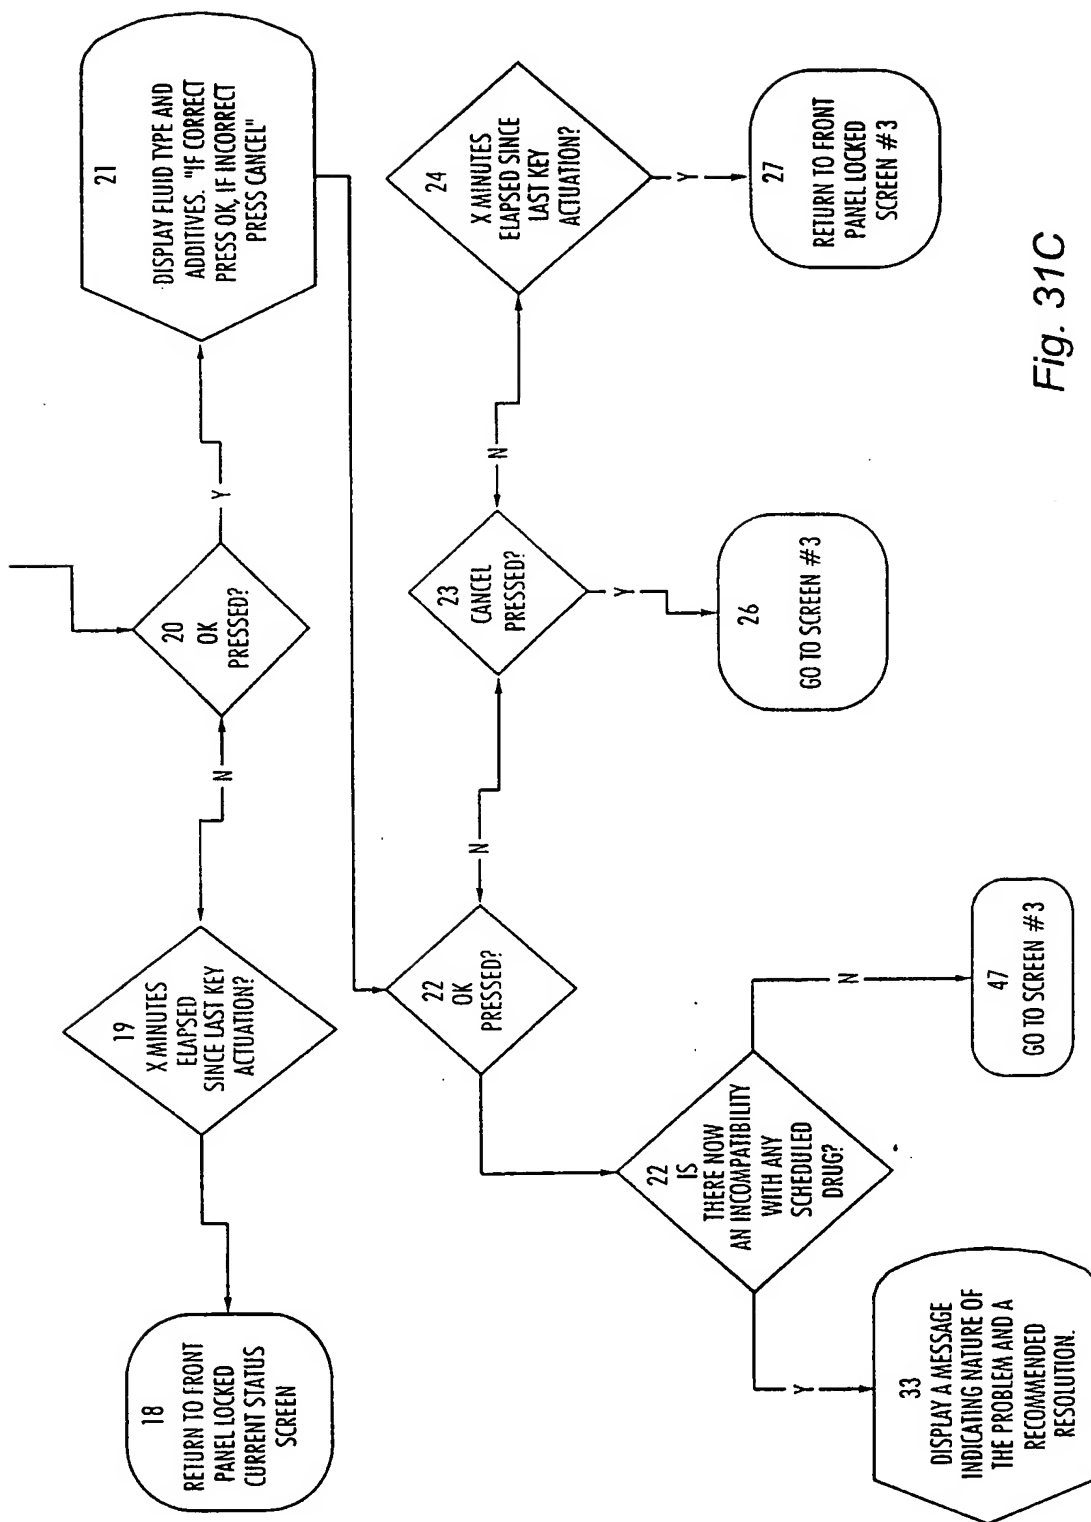 18
RETURN TO FRONT
PANEL LOCKED
CURRENT STATUS
SCREEN
19
X MINUTES
ELAPSED
SINCE LAST KEY
ACTUATION?
N
20
OK
PRESSED?
Y
21
DISPLAY FLUID TYPE AND
ADDITIVES. "IF CORRECT
PRESS OK, IF INCORRECT
PRESS CANCEL"
22
OK
PRESSED?
N
23
CANCEL
PRESSED?
N
24
X MINUTES
ELAPSED SINCE
LAST KEY
ACTUATION?
Y
26
GO TO SCREEN #3
Y
27
RETURN TO FRONT
PANEL LOCKED
SCREEN #3
22
IS
THERE NOW
AN INCOMPATIBILITY
WITH ANY
SCHEDULED
DRUG?
N
47
GO TO SCREEN #3
Y
33
DISPLAY A MESSAGE
INDICATING NATURE OF
THE PROBLEM AND A
RECOMMENDED
RESOLUTION.
Fig. 31C